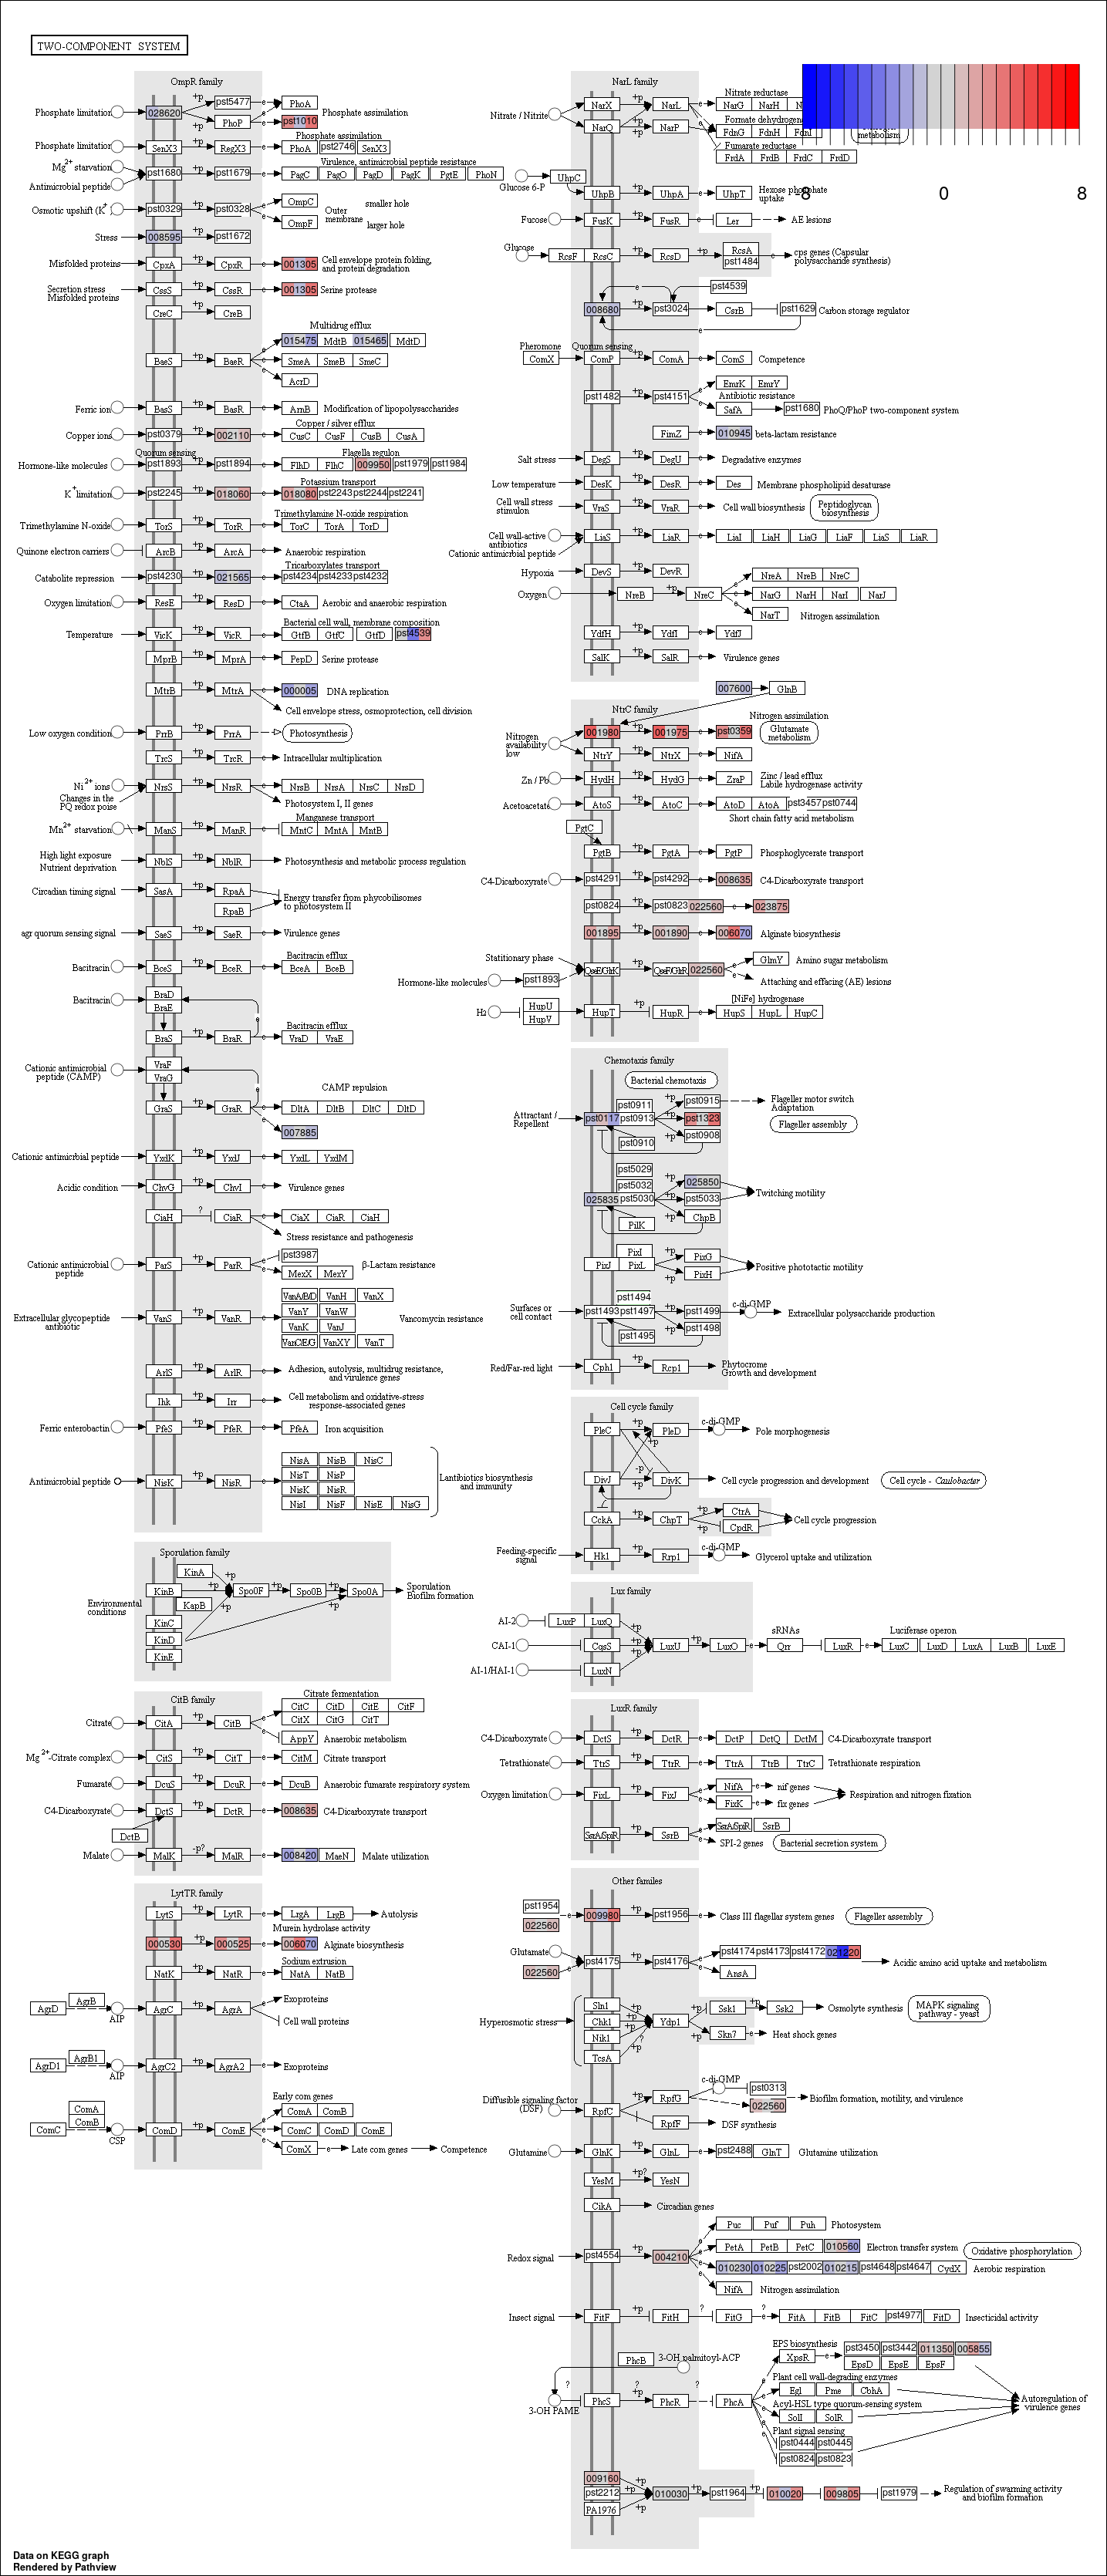 TWO-COMPONENT SYSTEM
OmpR family
Phosphate limitation
028620
+p
pst5477
PhoP
e
PhoA
pst1010
Phosphate assimilation
Phosphate limitation
SenX3
+p
RegX3
e
Phosphate assimilation
PhoA
pst2746
SenX3
Mg2+ starvation
Antimicrobial peptide
pst1680
+p
pst1679
e
Virulence, antimicrobial peptide resistance
PagC PagO PagD PagK PgtE PhoN
Osmotic upshift (K+
pst0329
+p
pst0328
OmpC
OmpF
Outer membrane
smaller hole
larger hole
Stress
008595
+p
pst1672
Misfolded proteins
CpxA
+p
CpxR
e
001305
Cell envelope protein folding, and protein degradation
Secretion stress
Misfolded proteins
CssS
+p
CssR
e
001305
Serine protease
CreC
+p
CreB
Multidrug efflux
BaeS
+p
BaeR
015475 MdtB 015465 MdtD
SmeA SmeB SmeC
AcrD
Ferric ion
BasS
+p
BasR
e
ArnB
Modification of lipopolysaccharides
Copper ions
pst0379
+p
002110
e
Copper / silver efflux
CusC CusF CusB CusA
Hormone-like molecules
Quorum sensing
pst1893
+p
pst1894
e
Flagella regulon
FlhD FlhC 009950 pst1979 pst1984
K+ limitation
pst2245
+p
018060
e
Potassium transport
018080 pst2243 pst2244 pst2241
Trimethylamine N-oxide
TorS
+p
TorR
e
Trimethylamine N-oxide respiration
TorC TorA TorD
Quinone electron carriers
ArcB
+p
ArcA
Anaerobic respiration
Catabolite repression
pst4230
+p
021565
e
Tricarboxylates transport
pst4234 pst4233 pst4232
Oxygen limitation
ResE
+p
ResD
e
CtaA
Aerobic and anaerobic respiration
Temperature
VicK
+p
VicR
e
Bacterial cell wall, membrane composition
GtfB GtfC GtfD pst4539
MprB
+p
MprA
e
PepD
Serine protease
MtrB
+p
MtrA
e
000005
DNA replication
Cell envelope stress, osmoprotection, cell division
Low oxygen condition
PrrB
+p
PrrA
Photosynthesis
TrcS
+p
TrcR
Intracellular multiplication
Ni2+ ions
Changes in the PQ redox poise
NrsS
+p
NrsR
e
NrsB NrsA NrsC NrsD
Photosystem I, II genes
Mn2+ starvation
ManS
+p
ManR
e
Manganese transport
MntC MntA MntB
High light exposure
Nutrient deprivation
NblS
+p
NblR
Photosynthesis and metabolic process regulation
Circadian timing signal
SasA
+p
RpaA
RpaB
Energy transfer from phycobilisomes to photosystem II
agr quorum sensing signal
SaeS
+p
SaeR
Virulence genes
Bacitracin
BceS
+p
BceR
e
Bacitracin efflux
BceA BceB
Bacitracin
BraD
BraE
BraS
+p
BraR
e
Bacitracin efflux
VraD VraE
Cationic antimicrobial peptide (CAMP)
VraF
VraG
GraS
+p
GraR
e
CAMP repulsion
DltA DltB DltC DltD
007885
Cationic antimicrbial peptide
YxdK
+p
YxdJ
e
YxdL YxdM
Acidic condition
ChvG
+p
ChvI
Virulence genes
CiaH
?
CiaR
CiaX CiaR CiaH
Stress resistance and pathogenesis
Cationic antimicrobial peptide
ParS
+p
ParR
pst3987
MexX MexY
β-Lactam resistance
Extracellular glycopeptide antibiotic
VanS
+p
VanR
e
VanA/B/D VanH VanX
VanY VanW
VanK VanJ
VanC/E/G VanXY VanT
Vancomycin resistance
ArlS
+p
ArlR
Adhesion, autolysis, multidrug resistance, and virulence genes
Ihk
+p
Irr
Cell metabolism and oxidative-stress response-associated genes
Ferric enterobactin
PfeS
+p
PfeR
e
PfeA
Iron acquisition
Antimicrobial peptide
NisK
+p
NisR
e
NisA NisB NisC
NisT NisP
NisK NisR
NisI NisF NisE NisG
Lantibiotics biosynthesis and immunity
Sporulation family
Environmental conditions
KinA
KinB
KapB
KinC
KinD
KinE
+p
Spo0F
+p
Spo0B
+p
Spo0A
Sporulation
Biofilm formation
CitB family
Citrate
CitA
+p
CitB
Citrate fermentation
CitC CitD CitE CitF
CitX CitG CitT
AppY
Anaerobic metabolism
Mg 2+-Citrate complex
CitS
+p
CitT
e
CitM
Citrate transport
Fumarate
DcuS
+p
DcuR
e
DcuB
Anaerobic fumarate respiratory system
C4-Dicarboxyrate
DctS
+p
DctR
e
008635
C4-Dicarboxyrate transport
DctB
Malate
MalK
-p?
MalR
e
008420 MaeN
Malate utilization
LytTR family
LytS
+p
LytR
e
LrgA LrgB
Autolysis
Murein hydrolase activity
000530
+p
000525
e
006070
Alginate biosynthesis
NatK
+p
NatR
e
Sodium extrusion
NatA NatB
AgrD AgrB
AIP
AgrC
+p
AgrA
Exoproteins
Cell wall proteins
AgrD1 AgrB1
AIP
AgrC2
+p
AgrA2
Exoproteins
ComC
ComA
ComB
CSP
ComD
+p
ComE
Early com genes
ComA ComB
ComC ComD ComE
ComX
Late com genes
Competence
NarL family
Nitrate / Nitrite
NarX
NarQ
+p
NarL
NarP
Nitrate reductase
NarG NarH N
Formate dehydrogen
FdnG FdnH FdnI
metabolism
Fumarate reductase
FrdA FrdB FrdC FrdD
-8
0
8
Glucose 6-P
UhpC
UhpB
+p
UhpA
e
UhpT
Hexose phosphate uptake
Fucose
FusK
+p
FusR
e
Ler
AE lesions
Glucose
RcsF RcsC
+p
RcsD
+p
RcsA
pst1484
cps genes (Capsular polysaccharide synthesis)
pst4539
008680
+p
pst3024
CsrB
pst1629
Carbon storage regulator
Pheromone
ComX
Quorum sensing
ComP
+p
ComA
e
ComS
Competence
pst1482
+p
pst4151
EmrK EmrY
Antibiotic resistance
SafA
pst1680
PhoQ/PhoP two-component system
FimZ
e
010945
beta-lactam resistance
Salt stress
DegS
+p
DegU
Degradative enzymes
Low temperature
DesK
+p
DesR
e
Des
Membrane phospholipid desaturase
Cell wall stress stimulon
VraS
+p
VraR
Cell wall biosynthesis
Peptidoglycan biosynthesis
Cell wall-active antibiotics
Cationic antimicrbial peptide
LiaS
+p
LiaR
e
LiaI LiaH LiaG LiaF LiaS LiaR
Hypoxia
DevS
+p
DevR
Oxygen
NreB
+p
NreC
NreA NreB NreC
NarG NarH NarI NarJ
NarT
Nitrogen assimilation
YdfH
+p
YdfI
e
YdfJ
SalK
+p
SalR
Virulence genes
007600
GlnB
NtrC family
Nitrogen availability low
001980
+p
001975
e
pst0359
Nitrogen assimilation
Glutamate metabolism
NtrY
+p
NtrX
e
NifA
Zn / Pb
HydH
+p
HydG
e
ZraP
Zinc / lead efflux
Labile hydrogenase activity
Acetoacetate
AtoS
+p
AtoC
e
AtoD AtoA pst3457 pst0744
Short chain fatty acid metabolism
PgtC
PgtB
+p
PgtA
e
PgtP
Phosphoglycerate transport
C4-Dicarboxyrate
pst4291
+p
pst4292
e
008635
C4-Dicarboxyrate transport
pst0824
+p
pst0823 022560
e
023875
001895
+p
001890
e
006070
Alginate biosynthesis
Statitionary phase
Hormone-like molecules
pst1893
QseE/GlrK
+p
QseF/GlrR 022560
GlmY
Amino sugar metabolism
Attaching and effacing (AE) lesions
H2
HupU
HupV
HupT
+p
HupR
e
[NiFe] hydrogenase
HupS HupL HupC
Chemotaxis family
Bacterial chemotaxis
Attractant / Repellent
pst0911
pst0117 pst0913
pst0910
+p
pst0915
pst1323
pst0908
Flageller motor switch
Adaptation
Flageller assembly
pst5029
pst5032
025835 pst5030
PilK
+p
025850
pst5033
ChpB
Twitching motility
PixI
PixJ PixL
+p
PixG
PixH
Positive phototactic motility
Surfaces or cell contact
pst1494
pst1493 pst1497
pst1495
+p
pst1499
pst1498
c-di-GMP
Extracellular polysaccharide production
Red/Far-red light
Cph1
+p
Rcp1
Phytocrome
Growth and development
Cell cycle family
PleC
+p
PleD
c-di-GMP
Pole morphogenesis
DivJ
-p
+p
DivK
Cell cycle progression and development
Cell cycle - Caulobacter
CckA
+p
ChpT
+p
CtrA
CpdR
Cell cycle progression
Feeding-specific signal
Hk1
+p
Rrp1
c-di-GMP
Glycerol uptake and utilization
Lux family
AI-2
LuxP LuxQ
CAI-1
CqsS
AI-1/HAI-1
LuxN
+p
LuxU
+p
LuxO
e
sRNAs
Qrr
LuxR
e
Luciferase operon
LuxC LuxD LuxA LuxB LuxE
LuxR family
C4-Dicarboxyrate
DctS
+p
DctR
e
DctP DctQ DctM
C4-Dicarboxyrate transport
Tetrathionate
TtrS
+p
TtrR
e
TtrA TtrB TtrC
Tetrathionate respiration
Oxygen limitation
FixL
+p
FixJ
NifA
nif genes
FixK
fix genes
Respiration and nitrogen fixation
SsrA/SpiR
+p
SsrB
SsrA/SpiR SsrB
SPI-2 genes
Bacterial secretion system
Other familes
pst1954
022560
009980
+p
pst1956
Class III flagellar system genes
Flageller assembly
Glutamate
022560
pst4175
+p
pst4176
pst4174 pst4173 pst4172 021220
AnsA
Acidic amino acid uptake and metabolism
Hyperosmotic stress
Sln1
Chk1
Nik1
TcsA
+p
?
Ydp1
Ssk1
+p
Ssk2
Osmolyte synthesis
MAPK signaling pathway - yeast
Skn7
Heat shock genes
Diffusible signaling factor (DSF)
RpfC
+p
RpfG
RpfF
c-di-GMP
pst0313
022560
Biofilm formation, motility, and virulence
DSF synthesis
Glutamine
GlnK
+p
GlnL
e
pst2488 GlnT
Glutamine utilization
YesM
+p?
YesN
CikA
Circadian genes
Redox signal
pst4554
+p
004210
Puc Puf Puh
Photosystem
PetA PetB PetC 010560
Electron transfer system
Oxidative phosphorylation
010230 010225 pst2002 010215 pst4648 pst4647 CydX
Aerobic respiration
NifA
Nitrogen assimilation
Insect signal
FitF
+p
FitH
?
FitG
?
e
FitA FitB FitC pst4977 FitD
Insecticidal activity
PhcB
3-OH palmitoyl-ACP
3-OH PAME
?
PhcS
+p
?
PhcR
?
PhcA
EPS biosynthesis
XpsR
e
pst3450 pst3442 011350 005855
EpsD EpsE EpsF
Plant cell wall-degrading enzymes
Egl Pme CbhA
Acyl-HSL type quorum-sensing system
SolI SolR
Plant signal sensing
pst0444 pst0445
pst0824 pst0823
Autoregulation of virulence genes
009160
pst2212
PA1976
+p
010030
+p
pst1964
010020
009805
pst1979
Regulation of swarming activity and biofilm formation
Data on KEGG graph
Rendered by Pathview